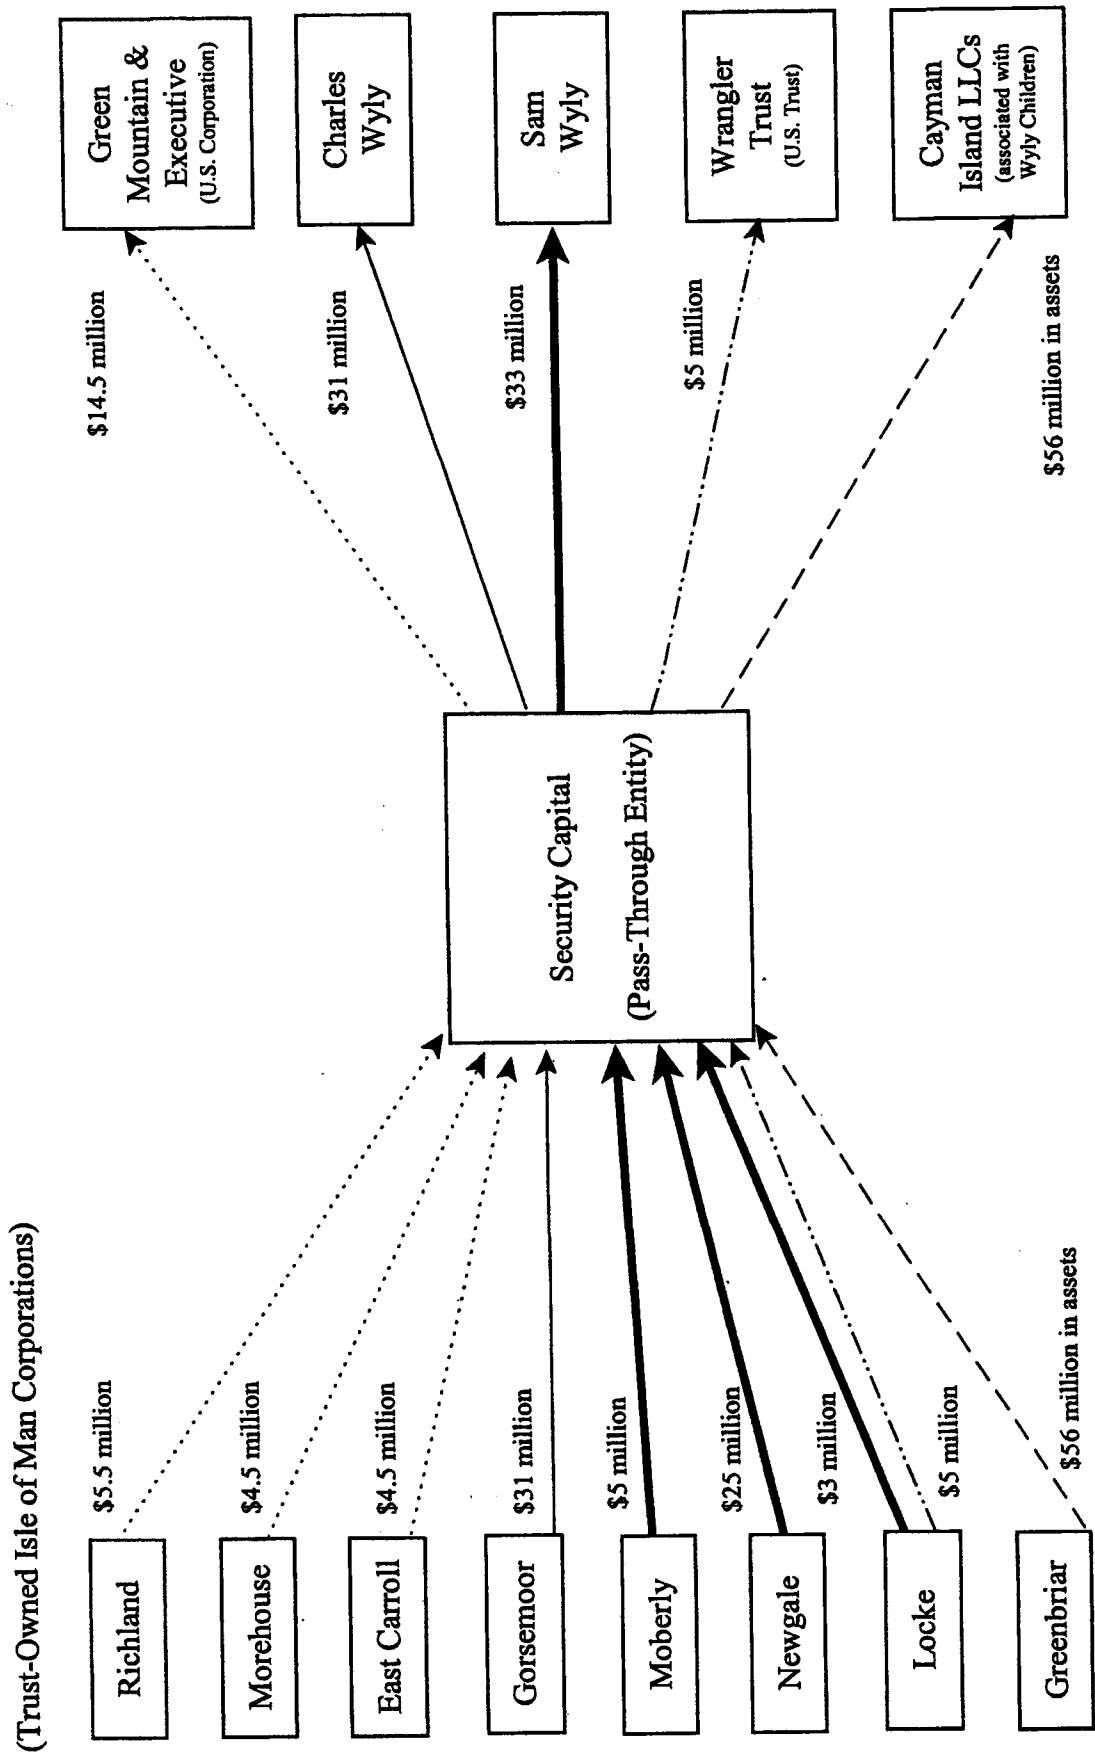 (Trust-Owned Isle of Man Corporations)
Richland
$5.5 million
Morehouse
$4.5 million
East Carroll
$4.5 million
Gorsemoor
$31 million
Moberly
$5 million
Newgale
$25 million
Locke
$3 million
$5 million
Greenbriar
$56 million in assets
Security Capital
(Pass-Through Entity)
$14.5 million
Green
Mountain &
Executive
(U.S. Corporation)
$31 million
Charles
Wyly
$33 million
Sam
Wyly
$5 million
Wrangler
Trust
(U.S. Trust)
$56 million in assets
Cayman
Island LLCs
(associated with
Wyly Children)